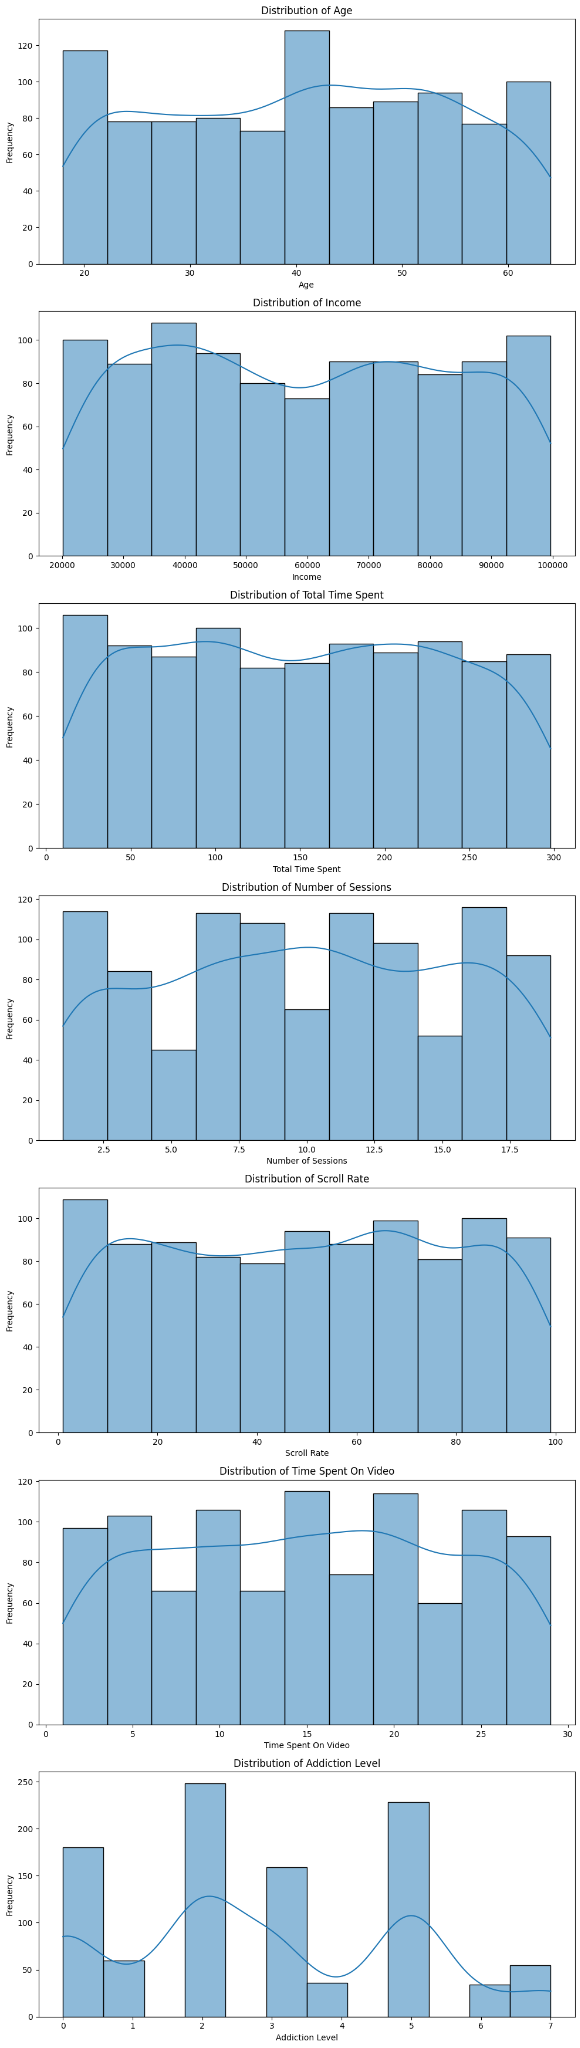 Distribution of Age
120
100
80
60
40
20
0
Frequency
20 30 40 50 60
Age
Distribution of Income
100
80
60
40
20
0
Frequency
20000 30000 40000 50000 60000 70000 80000 90000 100000
Income
Distribution of Total Time Spent
100
80
60
40
20
0
Frequency
0 50 100 150 200 250 300
Total Time Spent
Distribution of Number of Sessions
120
100
80
60
40
20
0
Frequency
2.5 5.0 7.5 10.0 12.5 15.0 17.5
Number of Sessions
Distribution of Scroll Rate
100
80
60
40
20
0
Frequency
0 20 40 60 80 100
Scroll Rate
Distribution of Time Spent On Video
120
100
80
60
40
20
0
Frequency
0 5 10 15 20 25 30
Time Spent On Video
Distribution of Addiction Level
250
200
150
100
50
0
Frequency
0 1 2 3 4 5 6 7
Addiction Level